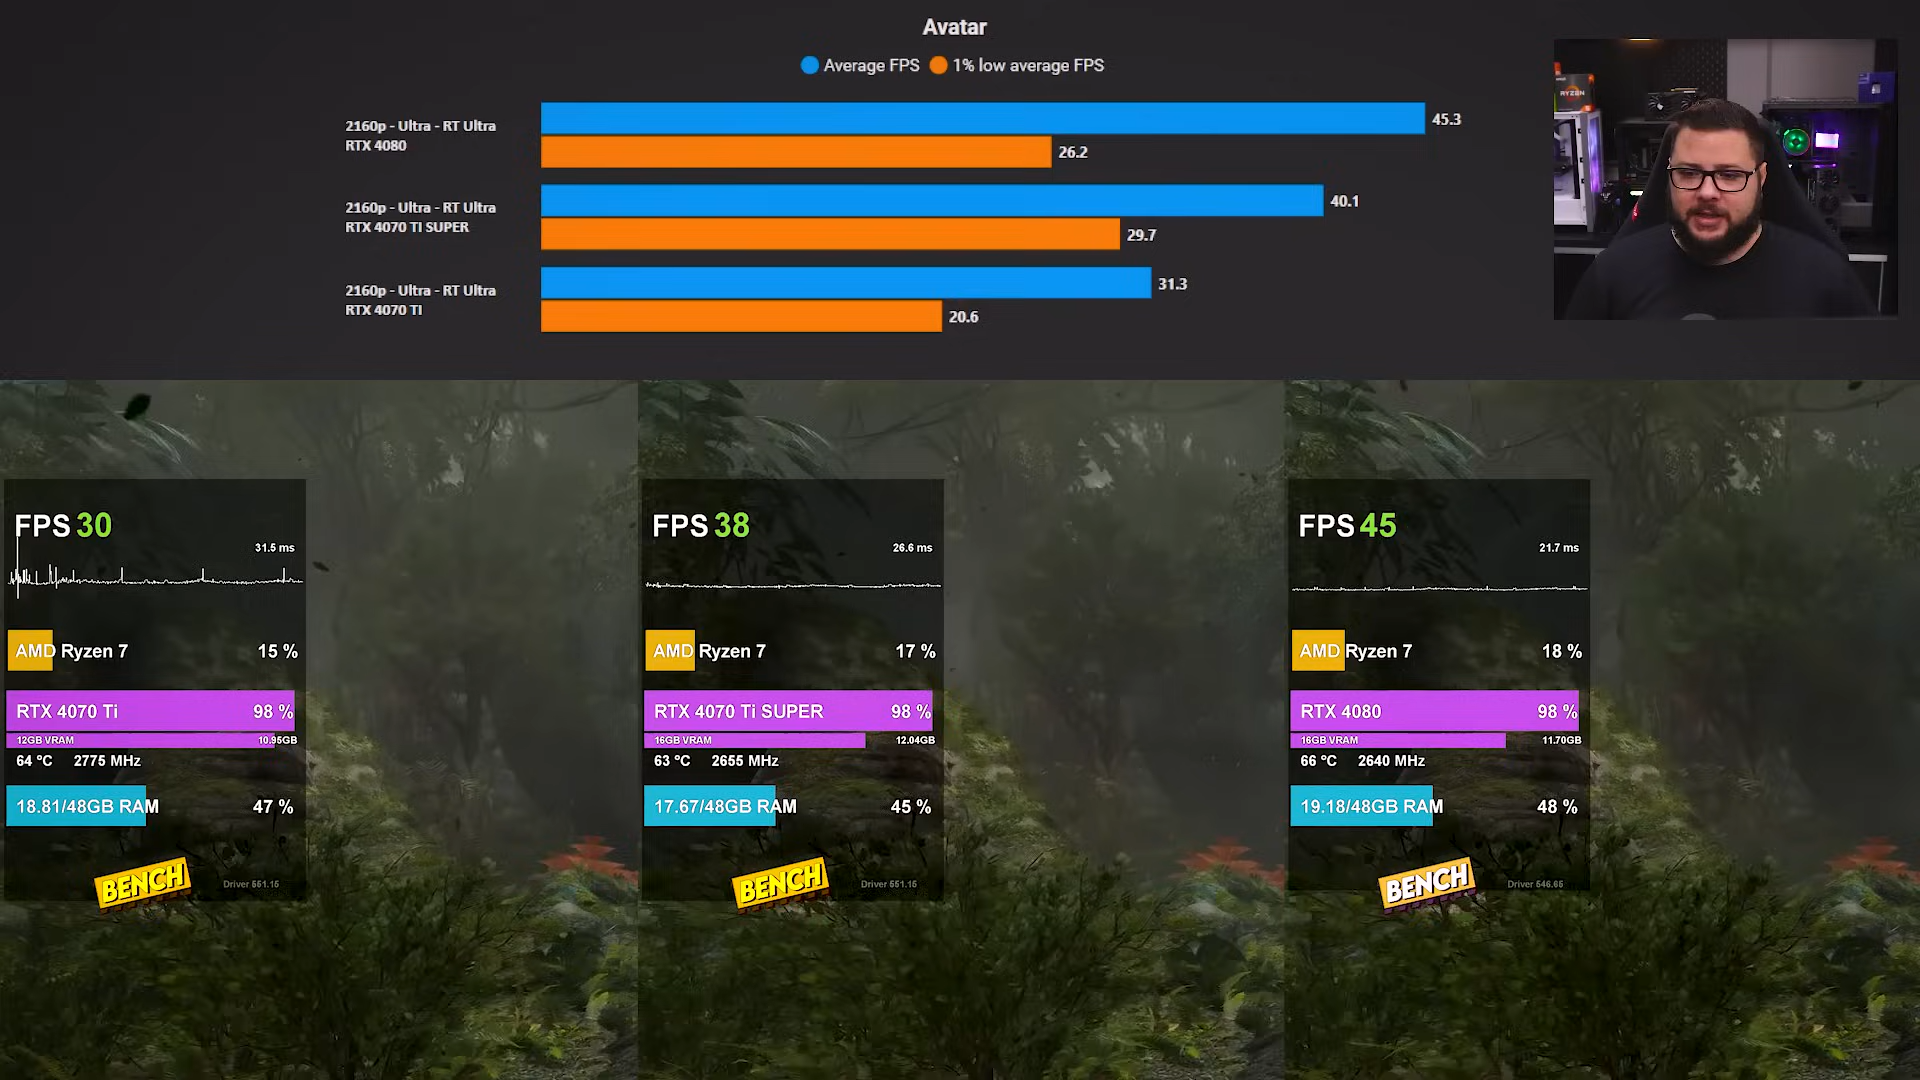 Avatar
Average FPS 1% low average FPS
2160p - Ultra - RT Ultra
RTX 4080
45.3
26.2
2160p - Ultra - RT Ultra
RTX 4070 TI SUPER
40.1
29.7
2160p - Ultra - RT Ultra
RTX 4070 TI
31.3
20.6
RYZEN
FPS 30
31.5 ms
AMD Ryzen 7 15 %
RTX 4070 Ti 98 %
12GB VRAM 10.95GB
64 °C 2775 MHz
18.81/48GB RAM 47 %
BENCH
Driver 551.15
FPS 38
26.6 ms
AMD Ryzen 7 17 %
RTX 4070 Ti SUPER 98 %
16GB VRAM 12.04GB
63 °C 2655 MHz
17.67/48GB RAM 45 %
BENCH
Driver 551.15
FPS 45
21.7 ms
AMD Ryzen 7 18 %
RTX 4080 98 %
16GB VRAM 11.70GB
66 °C 2640 MHz
19.18/48GB RAM 48 %
BENCH
Driver 546.65